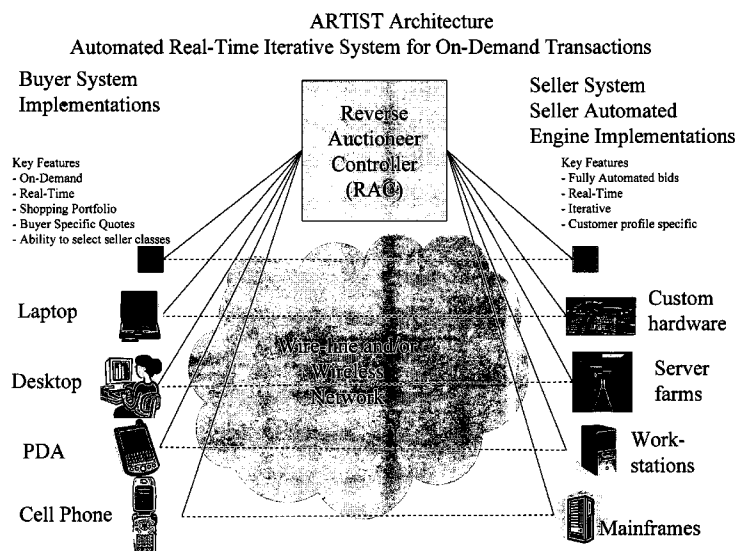 ARTIST Architecture
Automated Real-Time Iterative System for On-Demand Transactions
Buyer System
Implementations
Key Features
- On-Demand
- Real-Time
- Shopping Portfolio
- Buyer Specific Quotes
- Ability to select seller classes
Reverse
Auctioneer
Controller
(RAC)
Seller System
Seller Automated
Engine Implementations
Key Features
- Fully Automated bids
- Real-Time
- Iterative
- Customer profile specific
Laptop
Desktop
PDA
Cell Phone
Wire-line and/or
Wireless
Network
Custom
hardware
Server
farms
Work-
stations
Mainframes